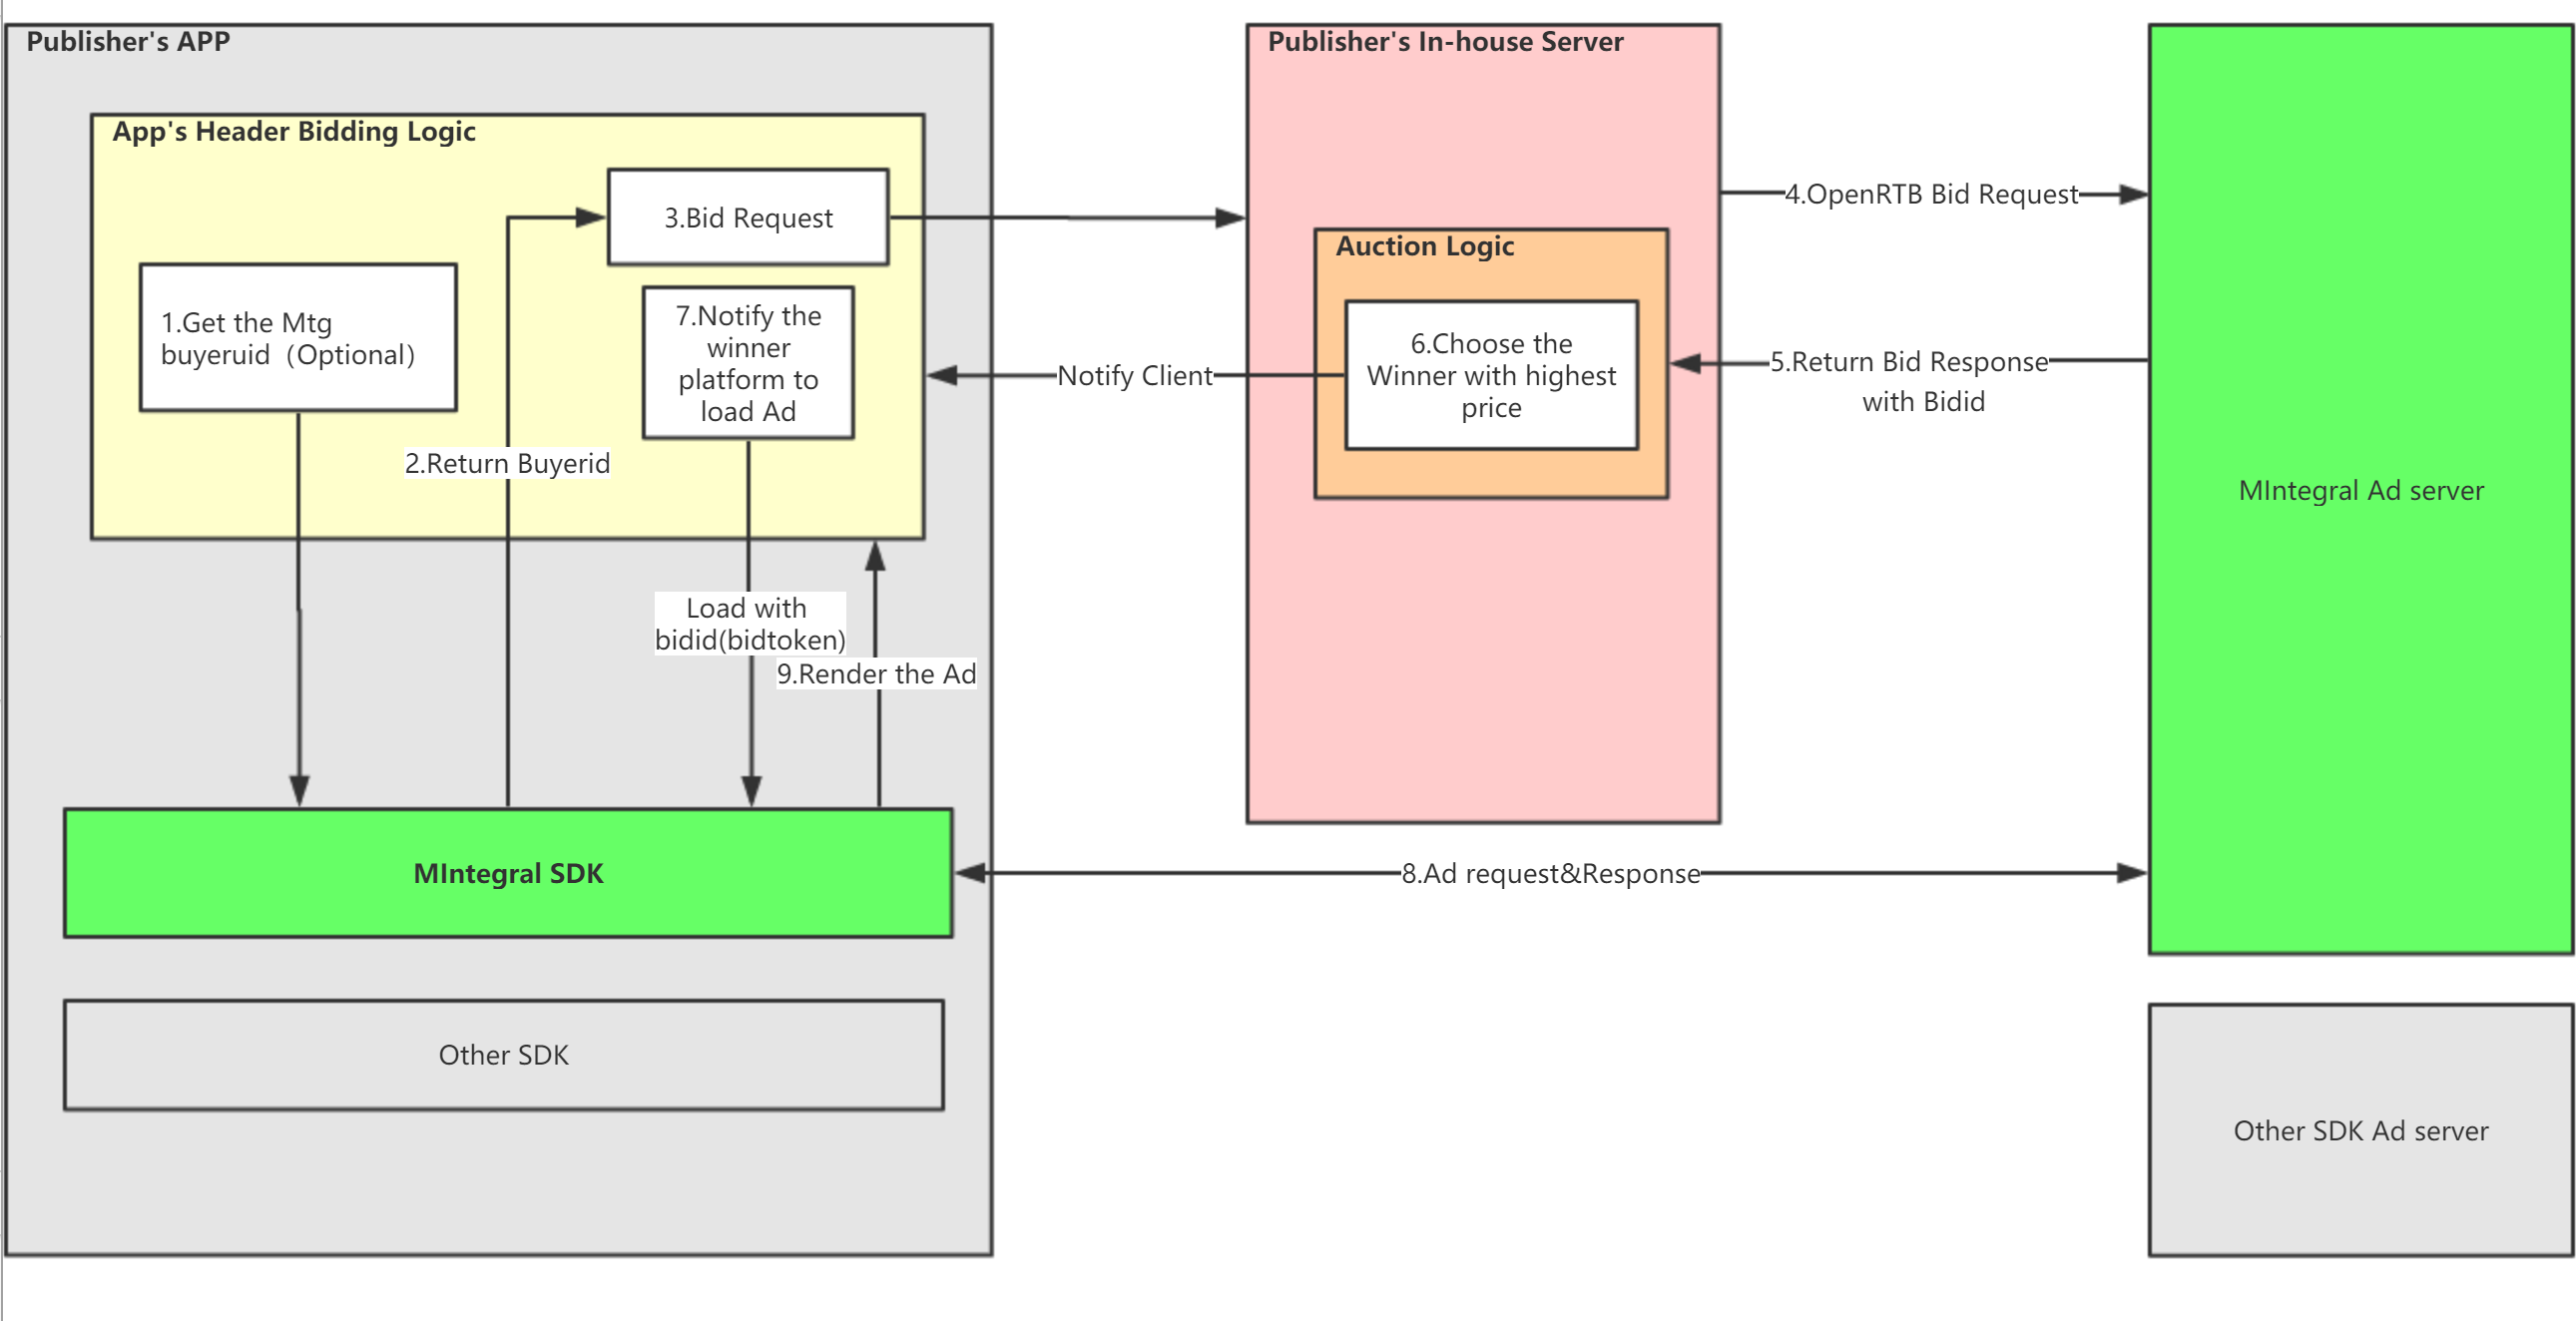 Publisher's APP
App's Header Bidding Logic
3.Bid Request
1.Get the Mtg
buyeruid（Optional）
7.Notify the
winner
platform to
load Ad
2.Return Buyerid
Load with
bidid(bidtoken)
9.Render the Ad
MIntegral SDK
Other SDK
Notify Client
Publisher's In-house Server
Auction Logic
6.Choose the
Winner with highest
price
4.OpenRTB Bid Request
5.Return Bid Response
with Bidid
8.Ad request&Response
MIntegral Ad server
Other SDK Ad server